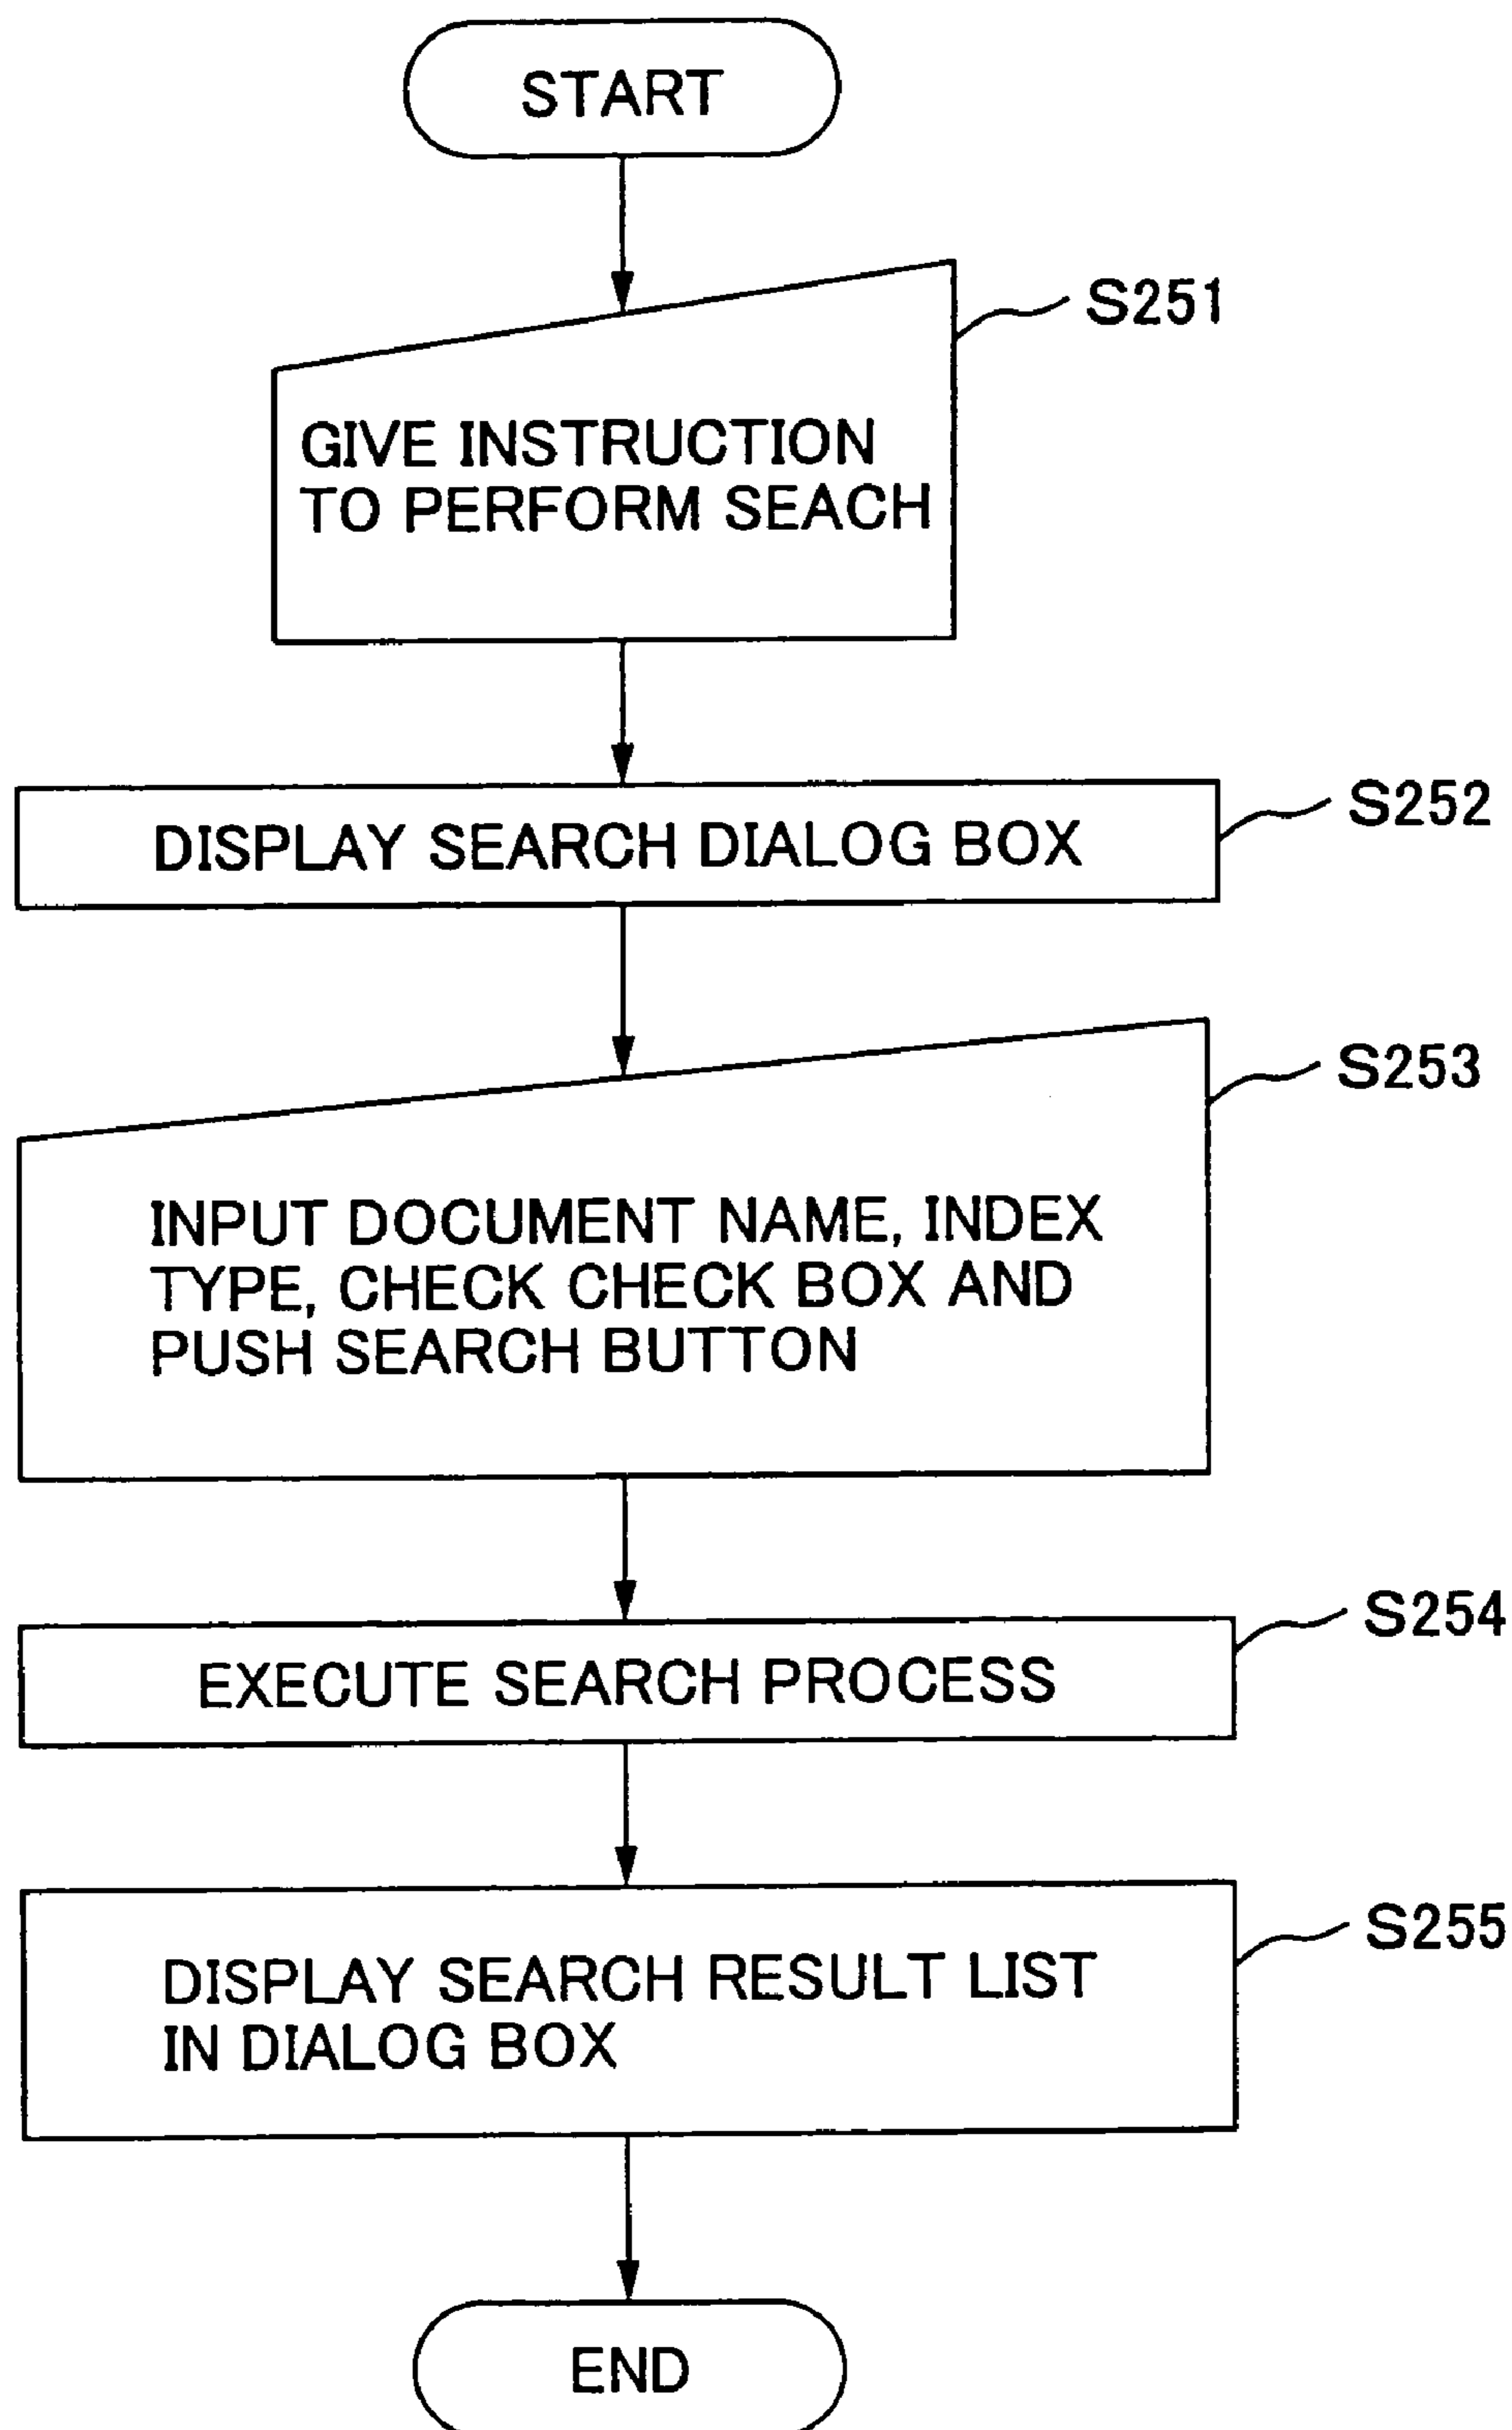 START
S251
GIVE INSTRUCTION
TO PERFORM SEACH
S252
DISPLAY SEARCH DIALOG BOX
S253
INPUT DOCUMENT NAME, INDEX
TYPE, CHECK CHECK BOX AND
PUSH SEARCH BUTTON
S254
EXECUTE SEARCH PROCESS
S255
DISPLAY SEARCH RESULT LIST
IN DIALOG BOX
END